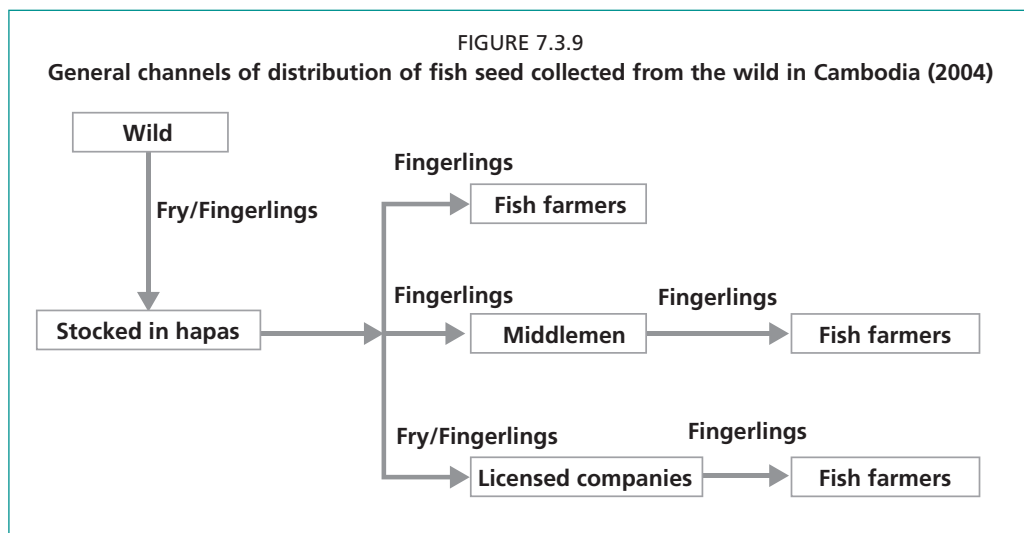 FIGURE 7.3.9
General channels of distribution of fish seed collected from the wild in Cambodia (2004)
Wild
Fry/Fingerlings
Stocked in hapas
Fingerlings
Fish farmers
Fingerlings
Middlemen
Fingerlings
Fish farmers
Fry/Fingerlings
Licensed companies
Fingerlings
Fish farmers